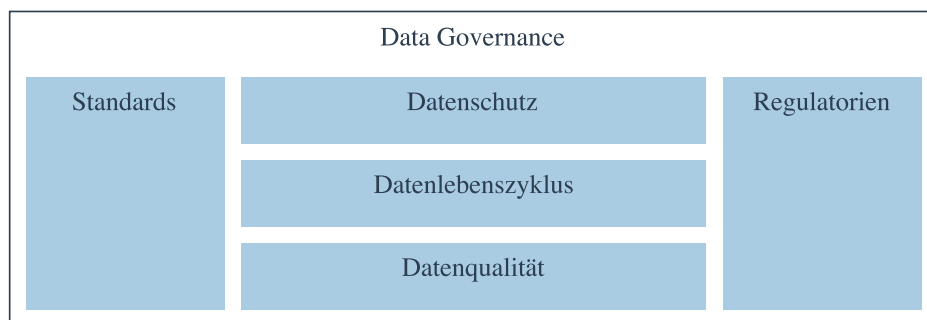 Data Governance
Standards
Datenschutz
Regulatorien
Datenlebenszyklus
Datenqualität